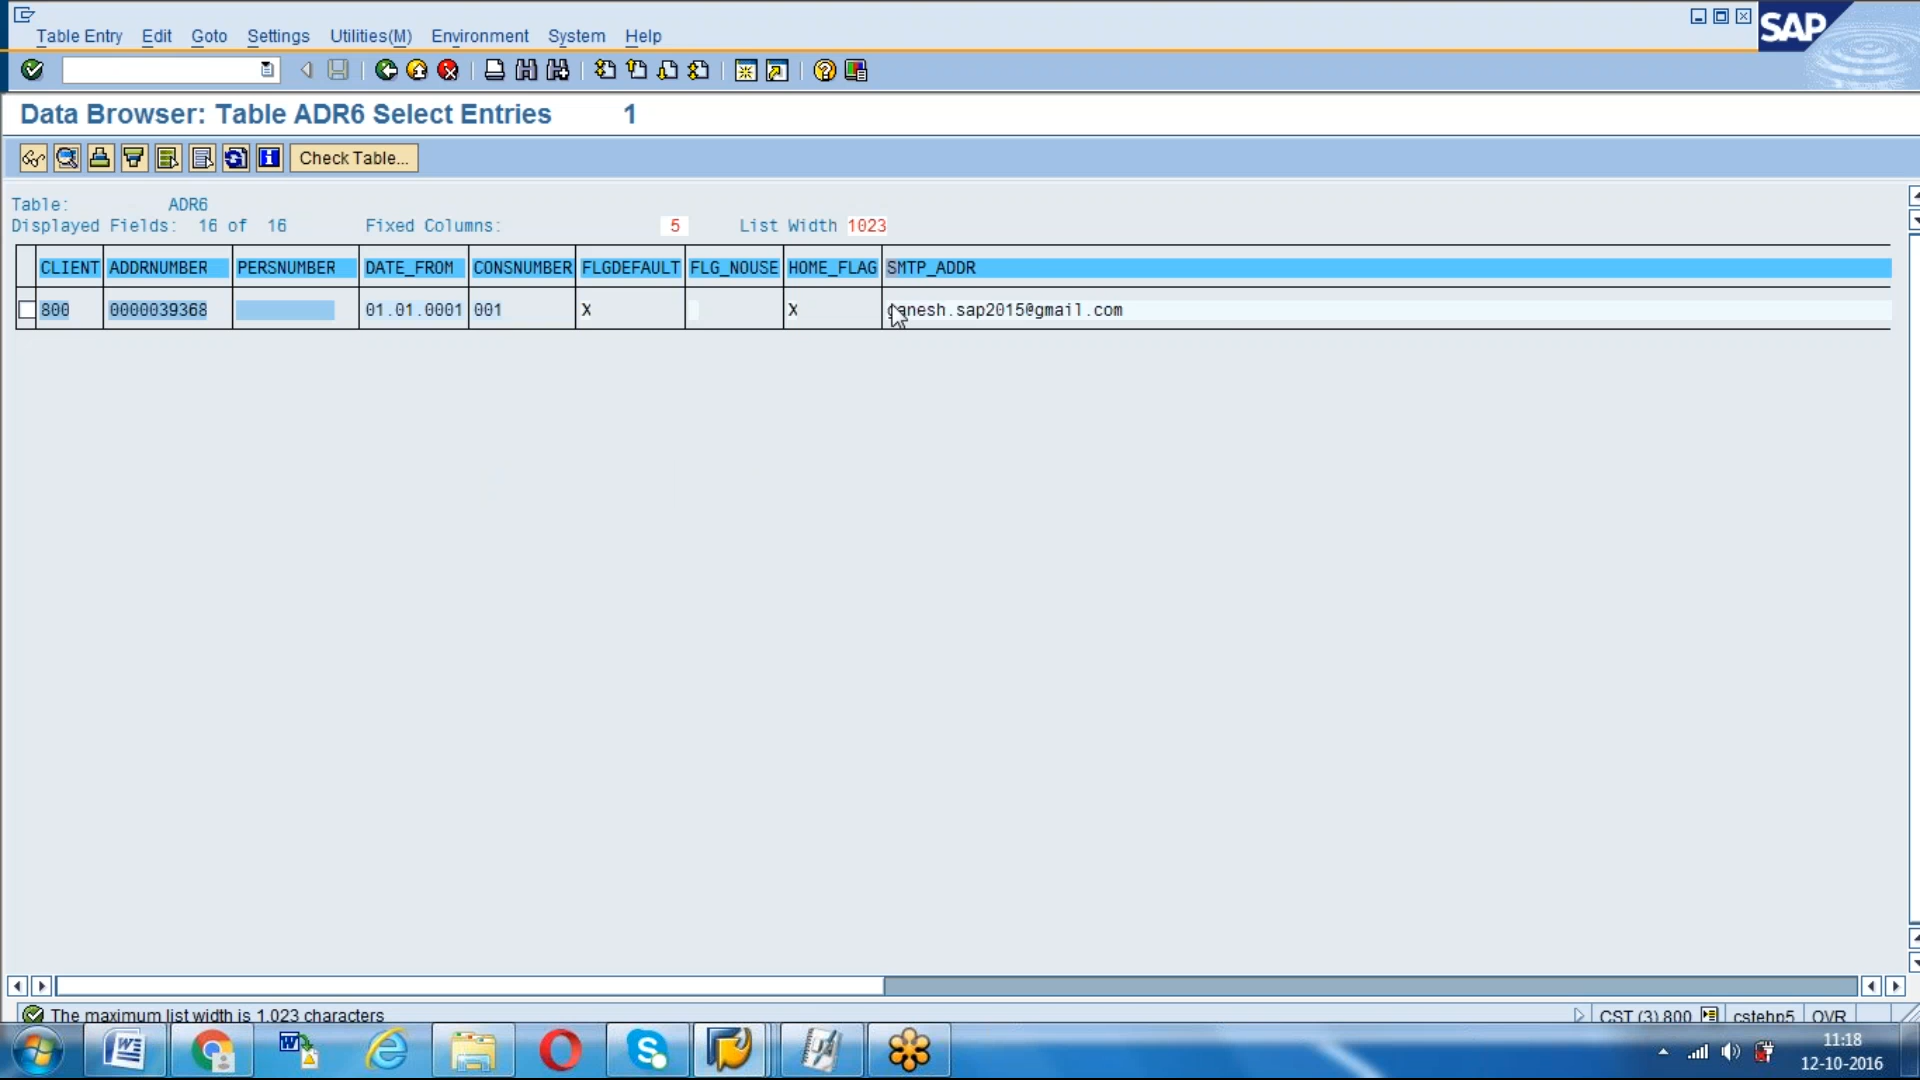 Table Entry Edit Goto Settings Utilities(M) Environment System Help
SAP
Data Browser: Table ADR6 Select Entries 1
Check Table...
Table: ADR6
Displayed Fields: 16 of 16 Fixed Columns: 5 List Width 1023
CLIENT ADDRNUMBER PERSNUMBER DATE_FROM CONSNUMBER FLGDEFAULT FLG_NOUSE HOME_FLAG SMTP_ADDR
800 0000039368 01.01.0001 001 X X ganesh.sap2015@gmail.com
The maximum list width is 1.023 characters
CST (3) 800 cstehp5 OVR
11:18
12-10-2016